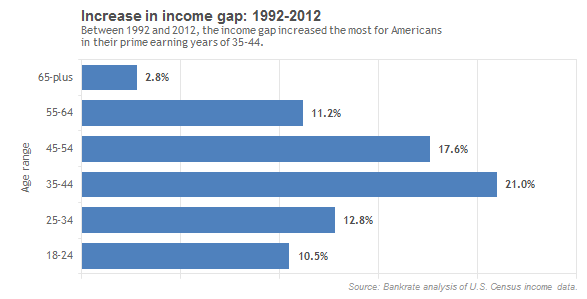 Increase in income gap: 1992-2012
Between 1992 and 2012, the income gap increased the most for Americans
in their prime earning years of 35-44.
Age range
65-plus 2.8%
55-64 11.2%
45-54 17.6%
35-44 21.0%
25-34 12.8%
18-24 10.5%
Source: Bankrate analysis of U.S. Census income data.